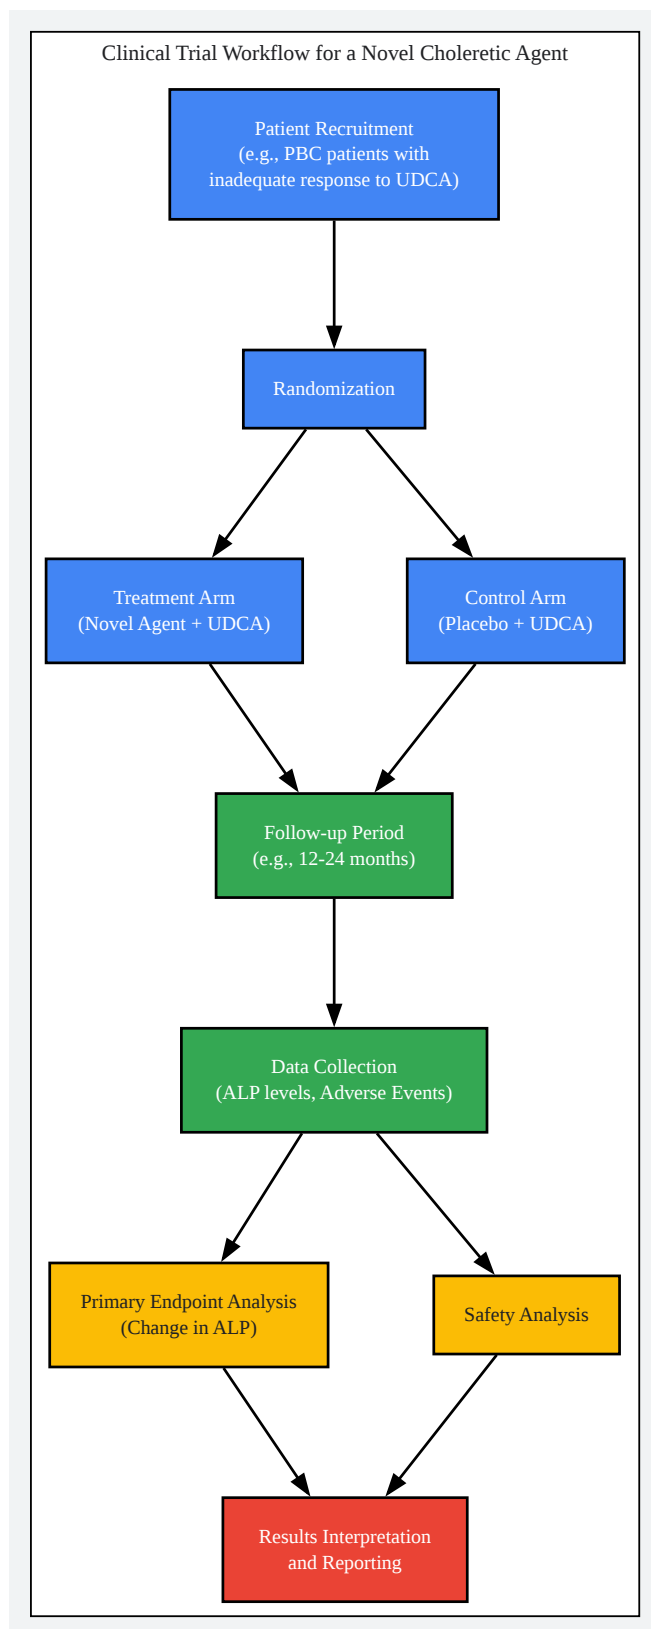 Clinical Trial Workflow for a Novel Choleretic Agent
Patient Recruitment
(e.g., PBC patients with
inadequate response to UDCA)
Randomization
Treatment Arm
(Novel Agent + UDCA)
Control Arm
(Placebo + UDCA)
Follow-up Period
(e.g., 12-24 months)
Data Collection
(ALP levels, Adverse Events)
Primary Endpoint Analysis
(Change in ALP)
Safety Analysis
Results Interpretation
and Reporting